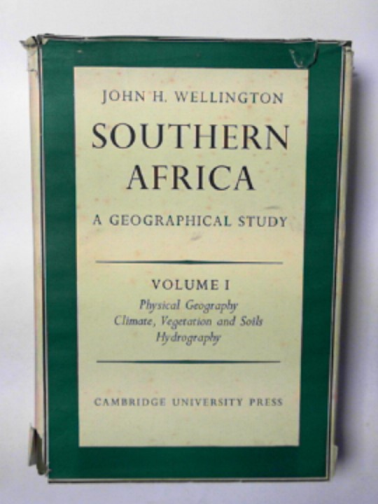 JOHN H. WELLINGTON
SOUTHERN
AFRICA
A GEOGRAPHICAL STUDY
VOLUME I
Physical Geography
Climate, Vegetation and Soils
Hydrography
CAMBRIDGE UNIVERSITY PRESS